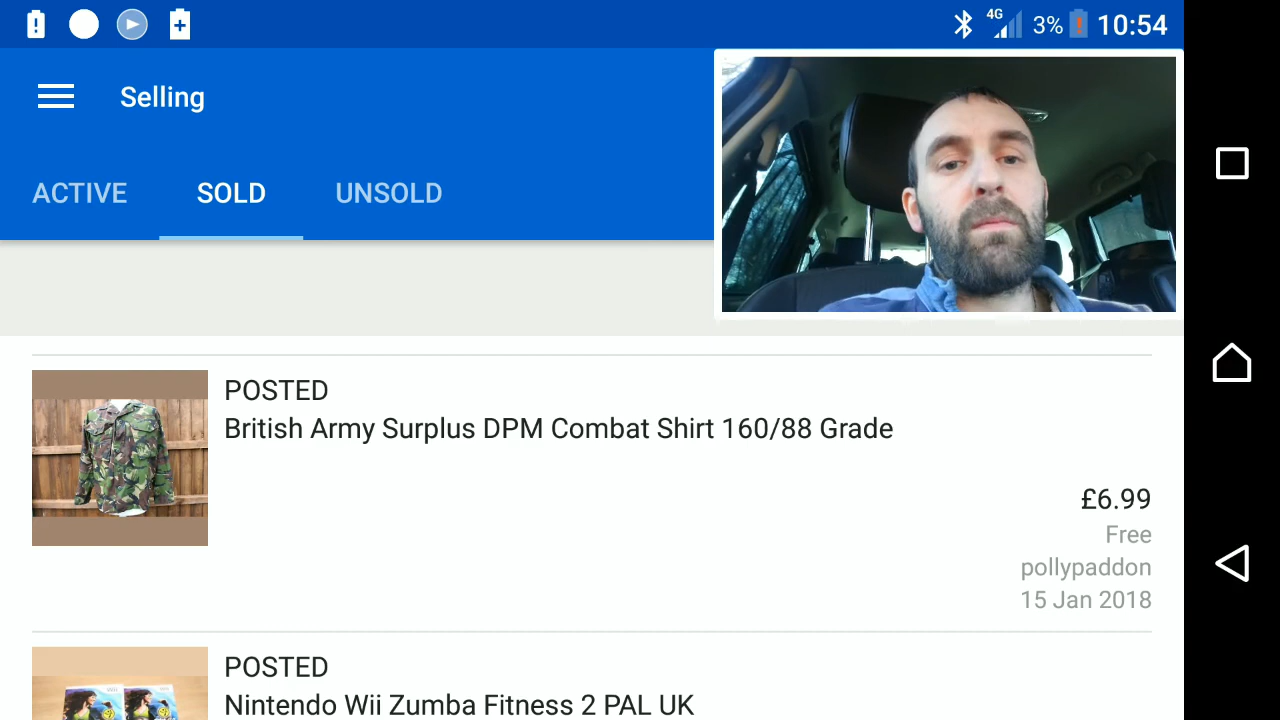 4G 3% 10:54
Selling
ACTIVE SOLD UNSOLD
POSTED
British Army Surplus DPM Combat Shirt 160/88 Grade
£6.99
Free
pollypaddon
15 Jan 2018
POSTED
Nintendo Wii Zumba Fitness 2 PAL UK
Wii